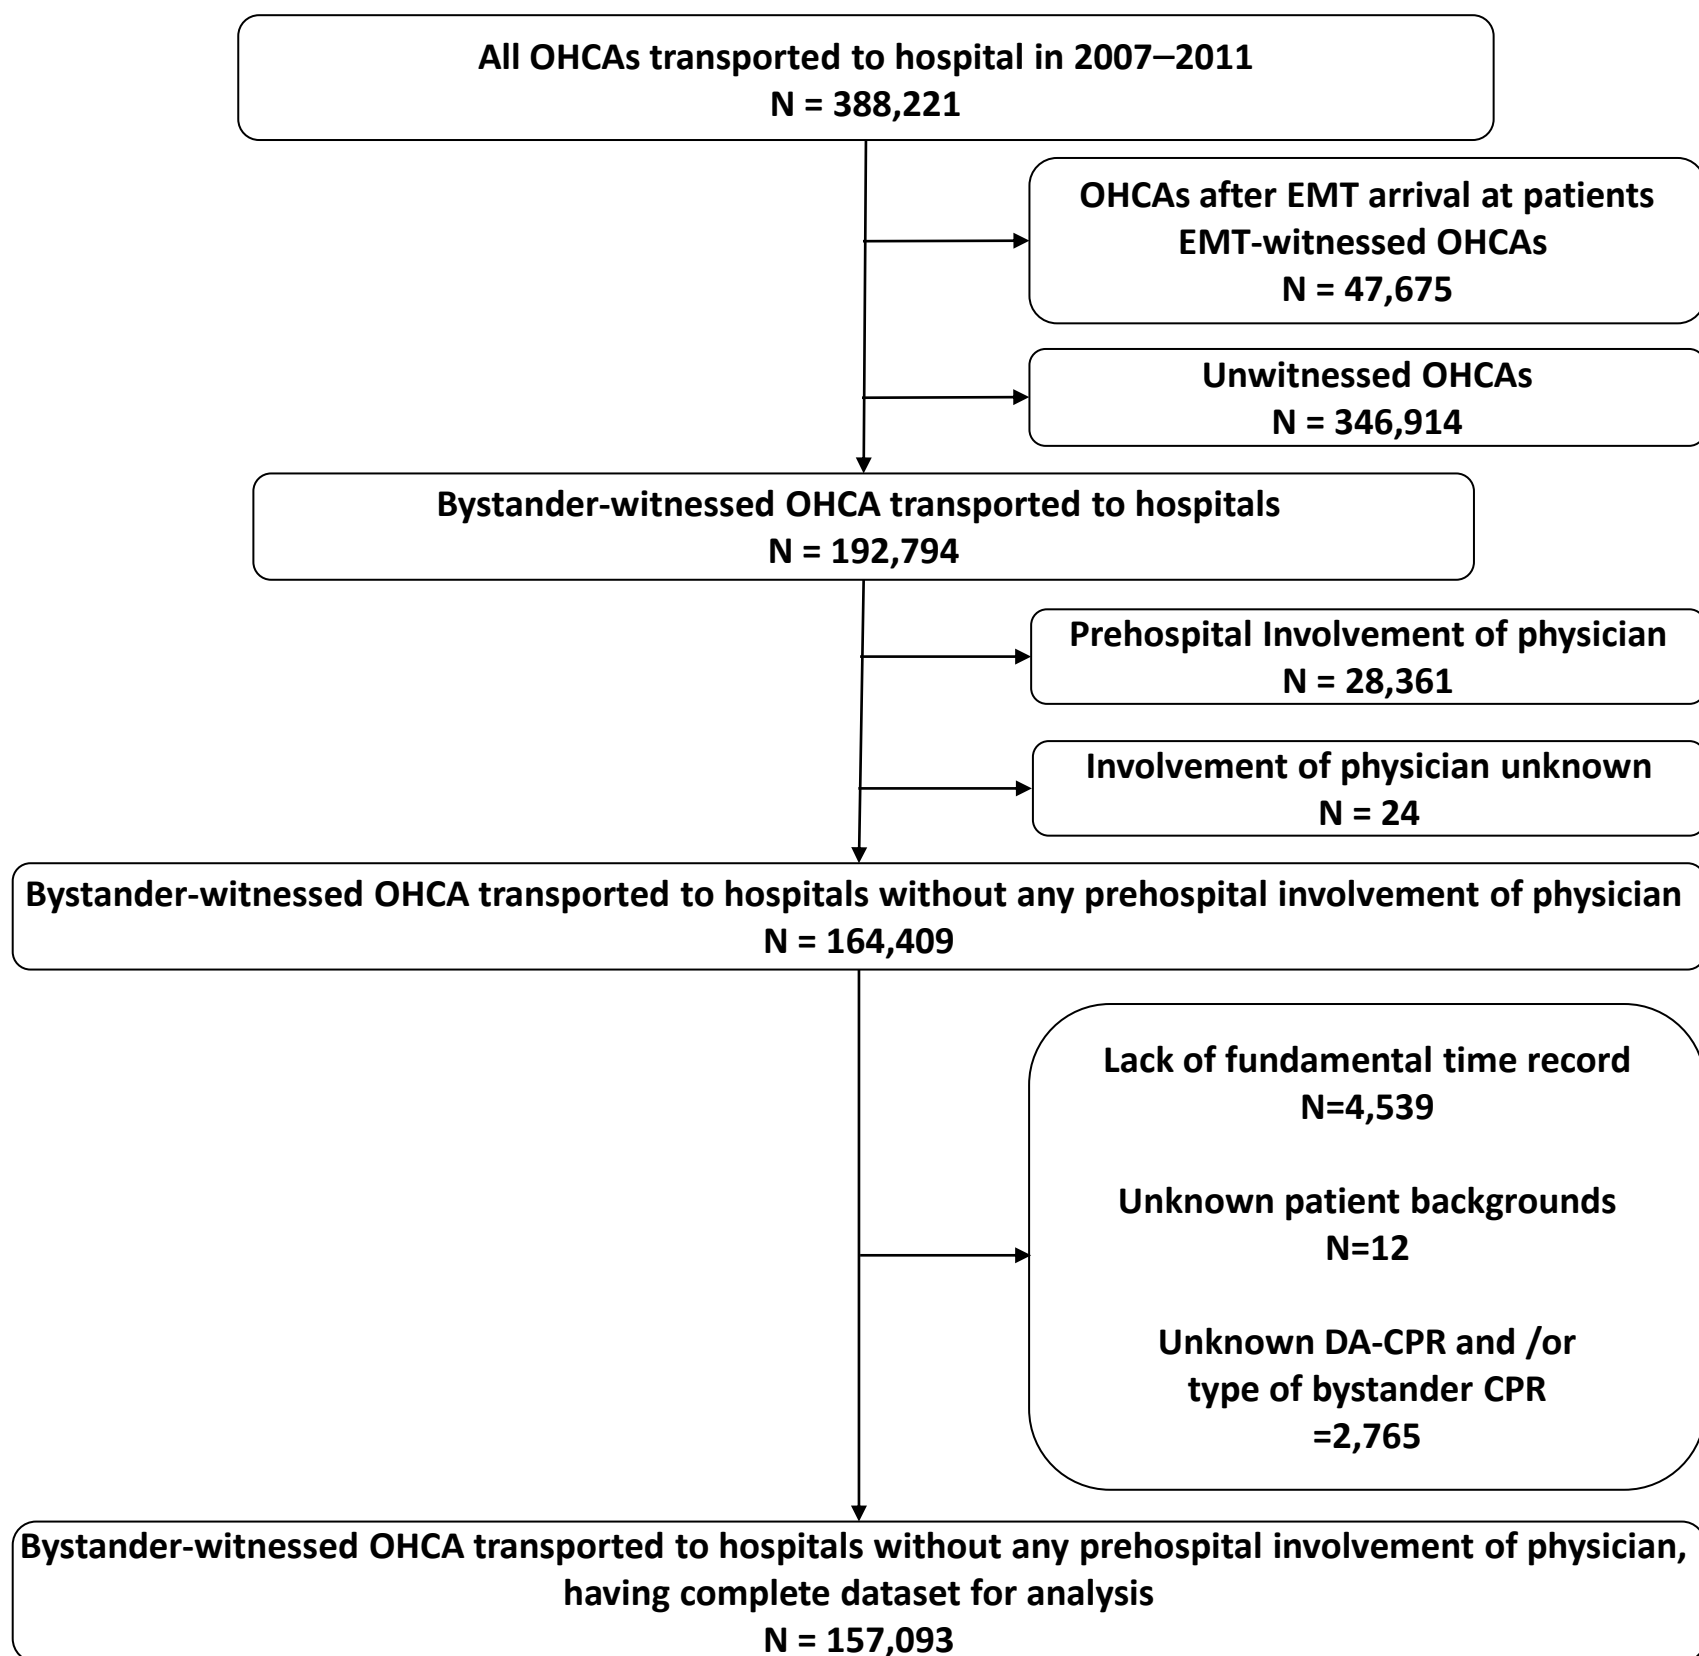 All OHCAs transported to hospital in 2007–2011
N = 388,221
OHCAs after EMT arrival at patients
EMT-witnessed OHCAs
N = 47,675
Unwitnessed OHCAs
N = 346,914
Bystander-witnessed OHCA transported to hospitals
N = 192,794
Prehospital Involvement of physician
N = 28,361
Involvement of physician unknown
N = 24
Bystander-witnessed OHCA transported to hospitals without any prehospital involvement of physician
N = 164,409
Lack of fundamental time record
N=4,539
Unknown patient backgrounds
N=12
Unknown DA-CPR and /or
type of bystander CPR
=2,765
Bystander-witnessed OHCA transported to hospitals without any prehospital involvement of physician,
having complete dataset for analysis
N = 157,093